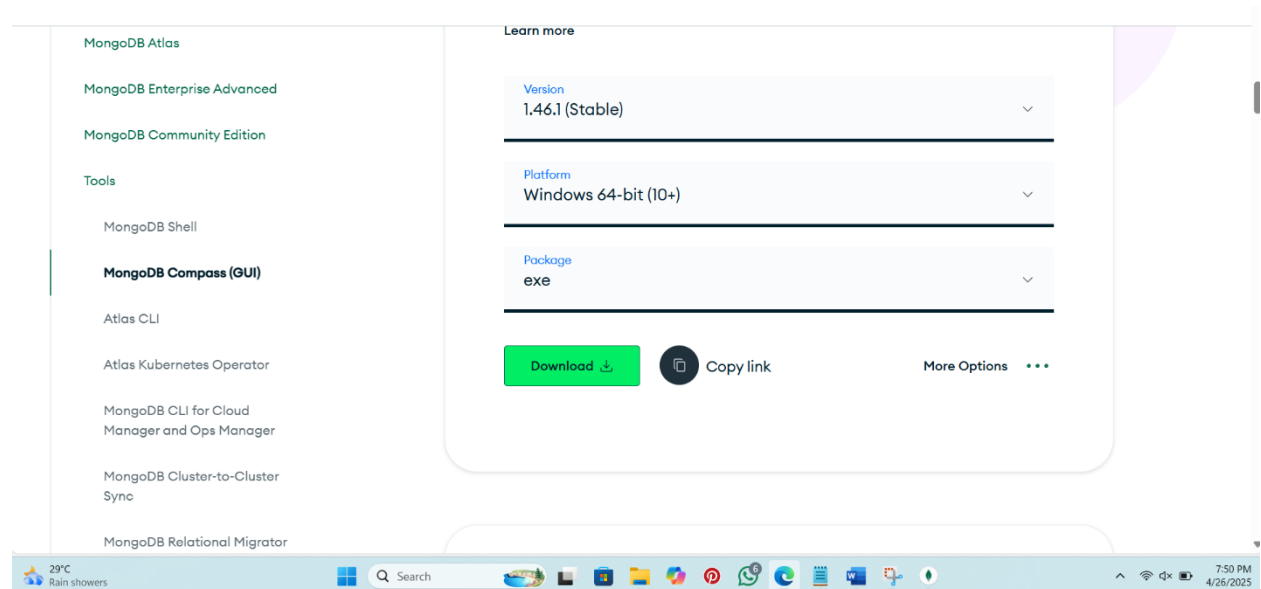 Learn more
MongoDB Atlas
MongoDB Enterprise Advanced
MongoDB Community Edition
Tools
MongoDB Shell
MongoDB Compass (GUI)
Atlas CLI
Atlas Kubernetes Operator
MongoDB CLI for Cloud
Manager and Ops Manager
MongoDB Cluster-to-Cluster
Sync
MongoDB Relational Migrator
Version
1.46.1 (Stable)
Platform
Windows 64-bit (10+)
Package
exe
Download
Copy link
More Options
29°C
Rain showers
Search
6
W
7:50 PM
4/26/2025